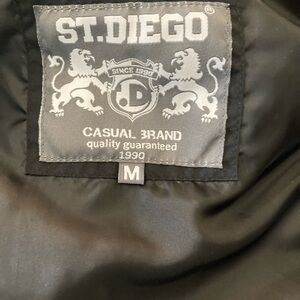 ST.DIEGO®
SINCE 1990
D
CASUAL BRAND
quality guaranteed
1990
M